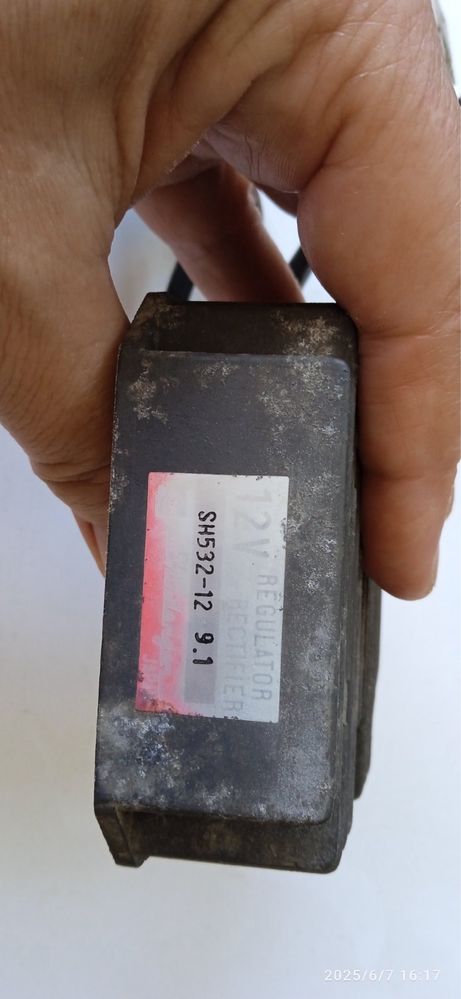 12V REGULATOR
RECTIFIER
SH532-12 9.1
2025/6/7 16:17